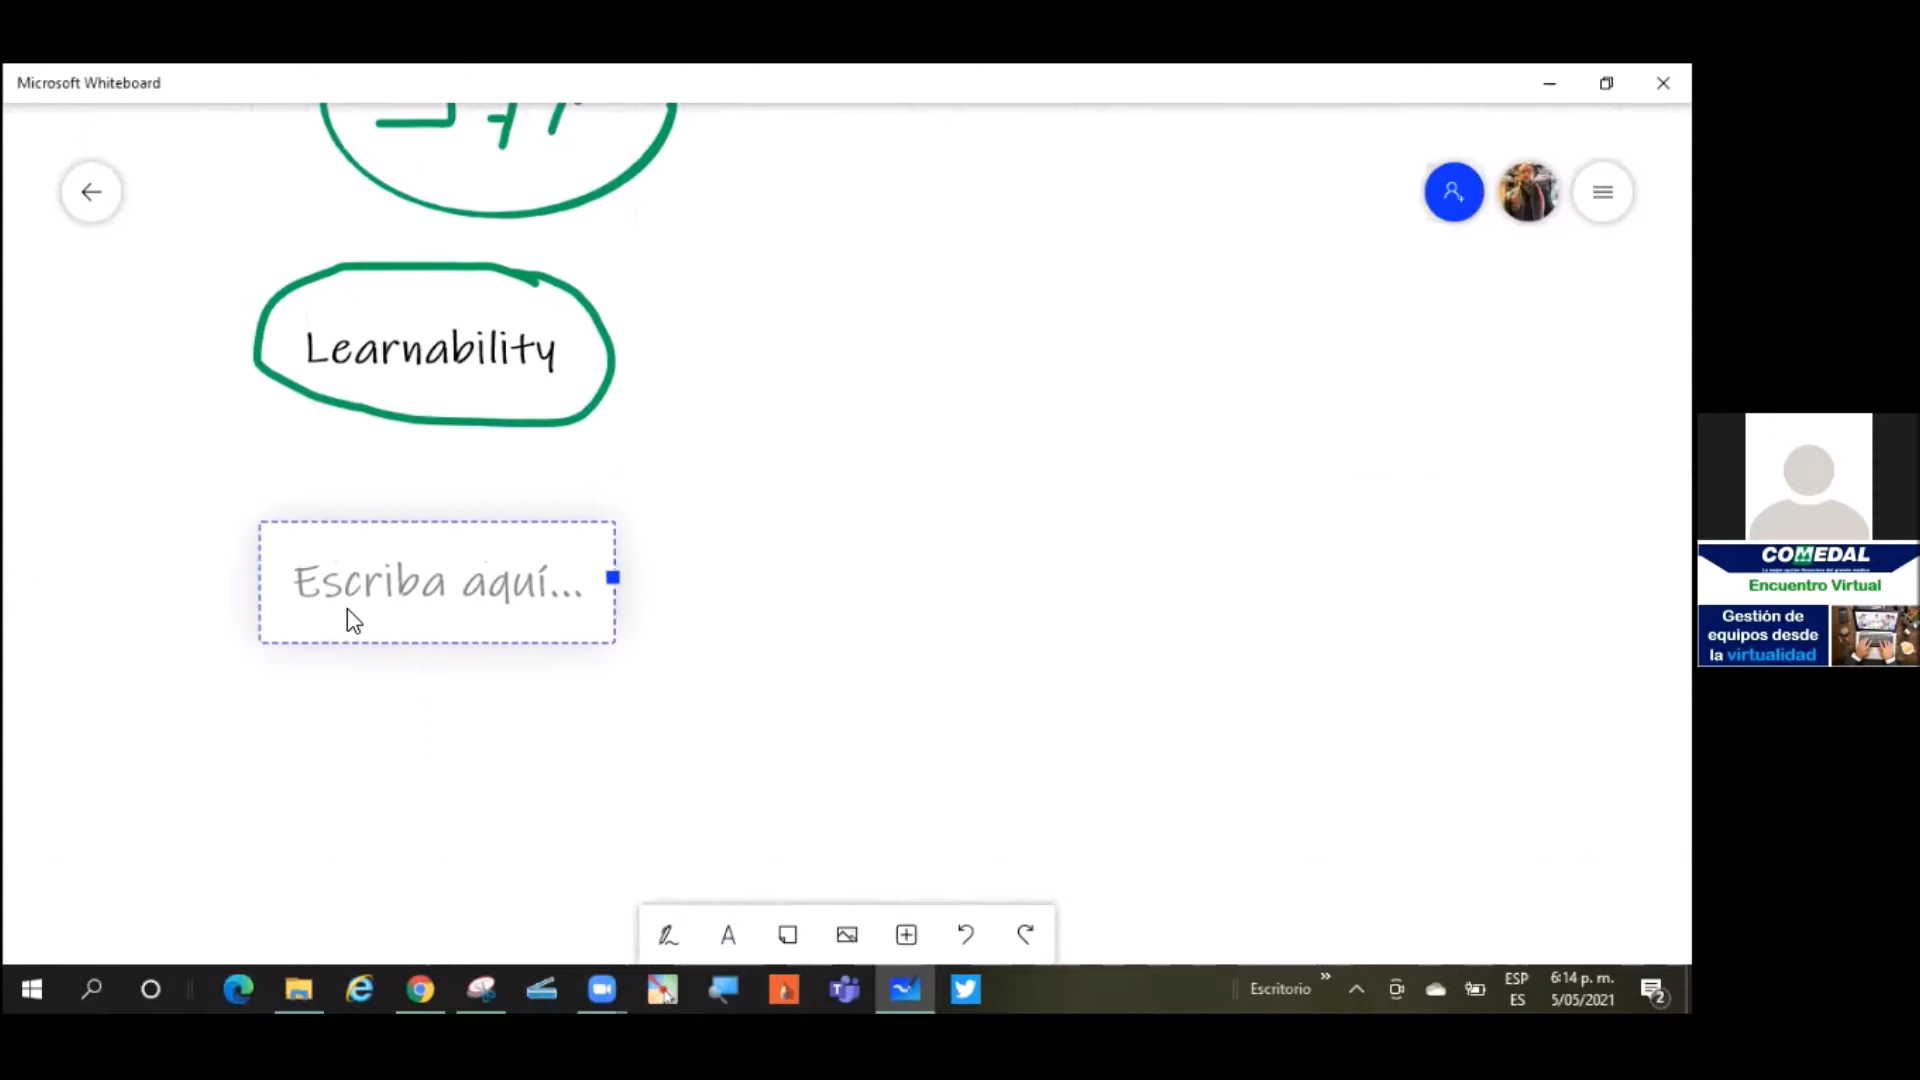 Microsoft Whiteboard
Learnability
Escriba aquí...
COMEDAL
Encuentro Virtual
Gestión de
equipos desde
la virtualidad
Escritorio
ESP
ES
6:14 p. m.
5/05/2021
2